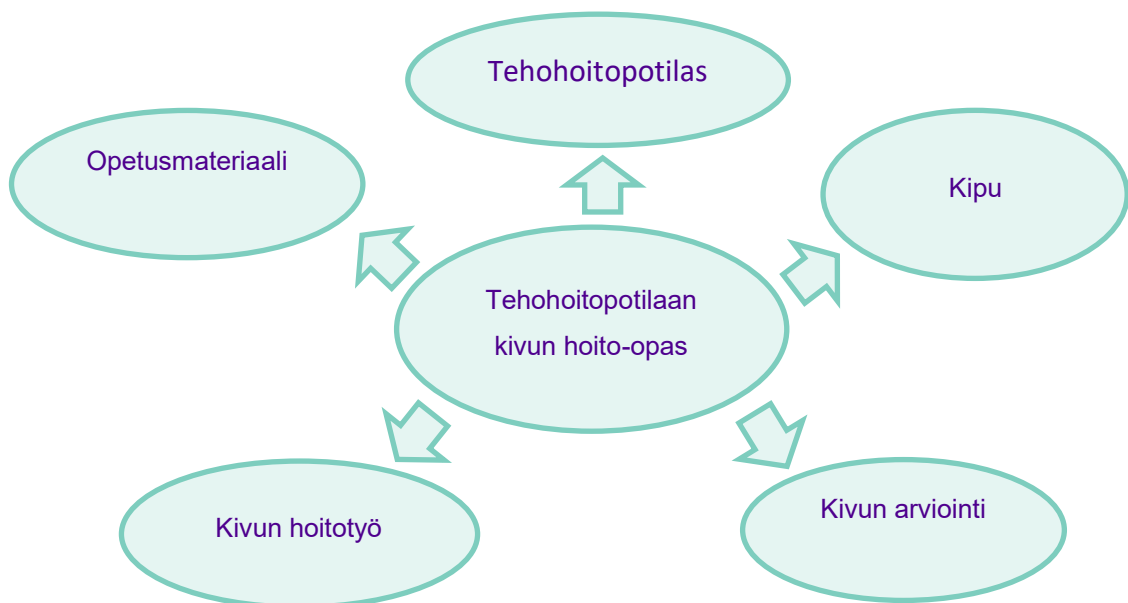 Tehohoitopotilas
Opetusmateriaali
Kipu
Tehohoitopotilaan
kivun hoito-opas
Kivun hoitotyö
Kivun arviointi